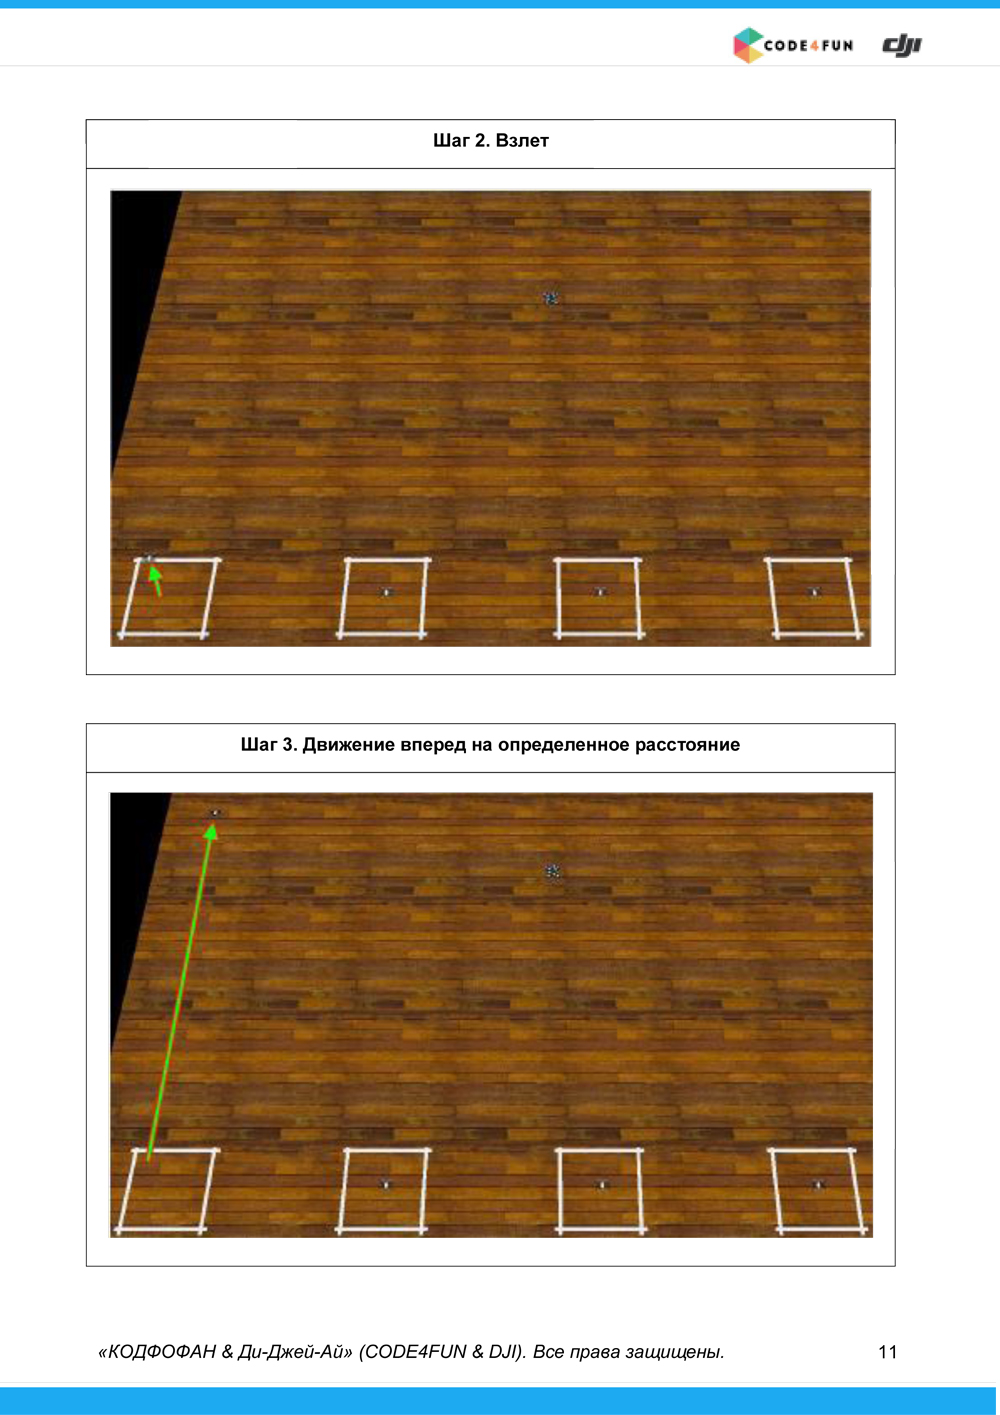 CODE4FUN dji
Шаг 2. Взлет
Шаг 3. Движение вперед на определенное расстояние
«КОДФОФАН & Ди-Джей-Ай» (CODE4FUN & DJI). Все права защищены.
11